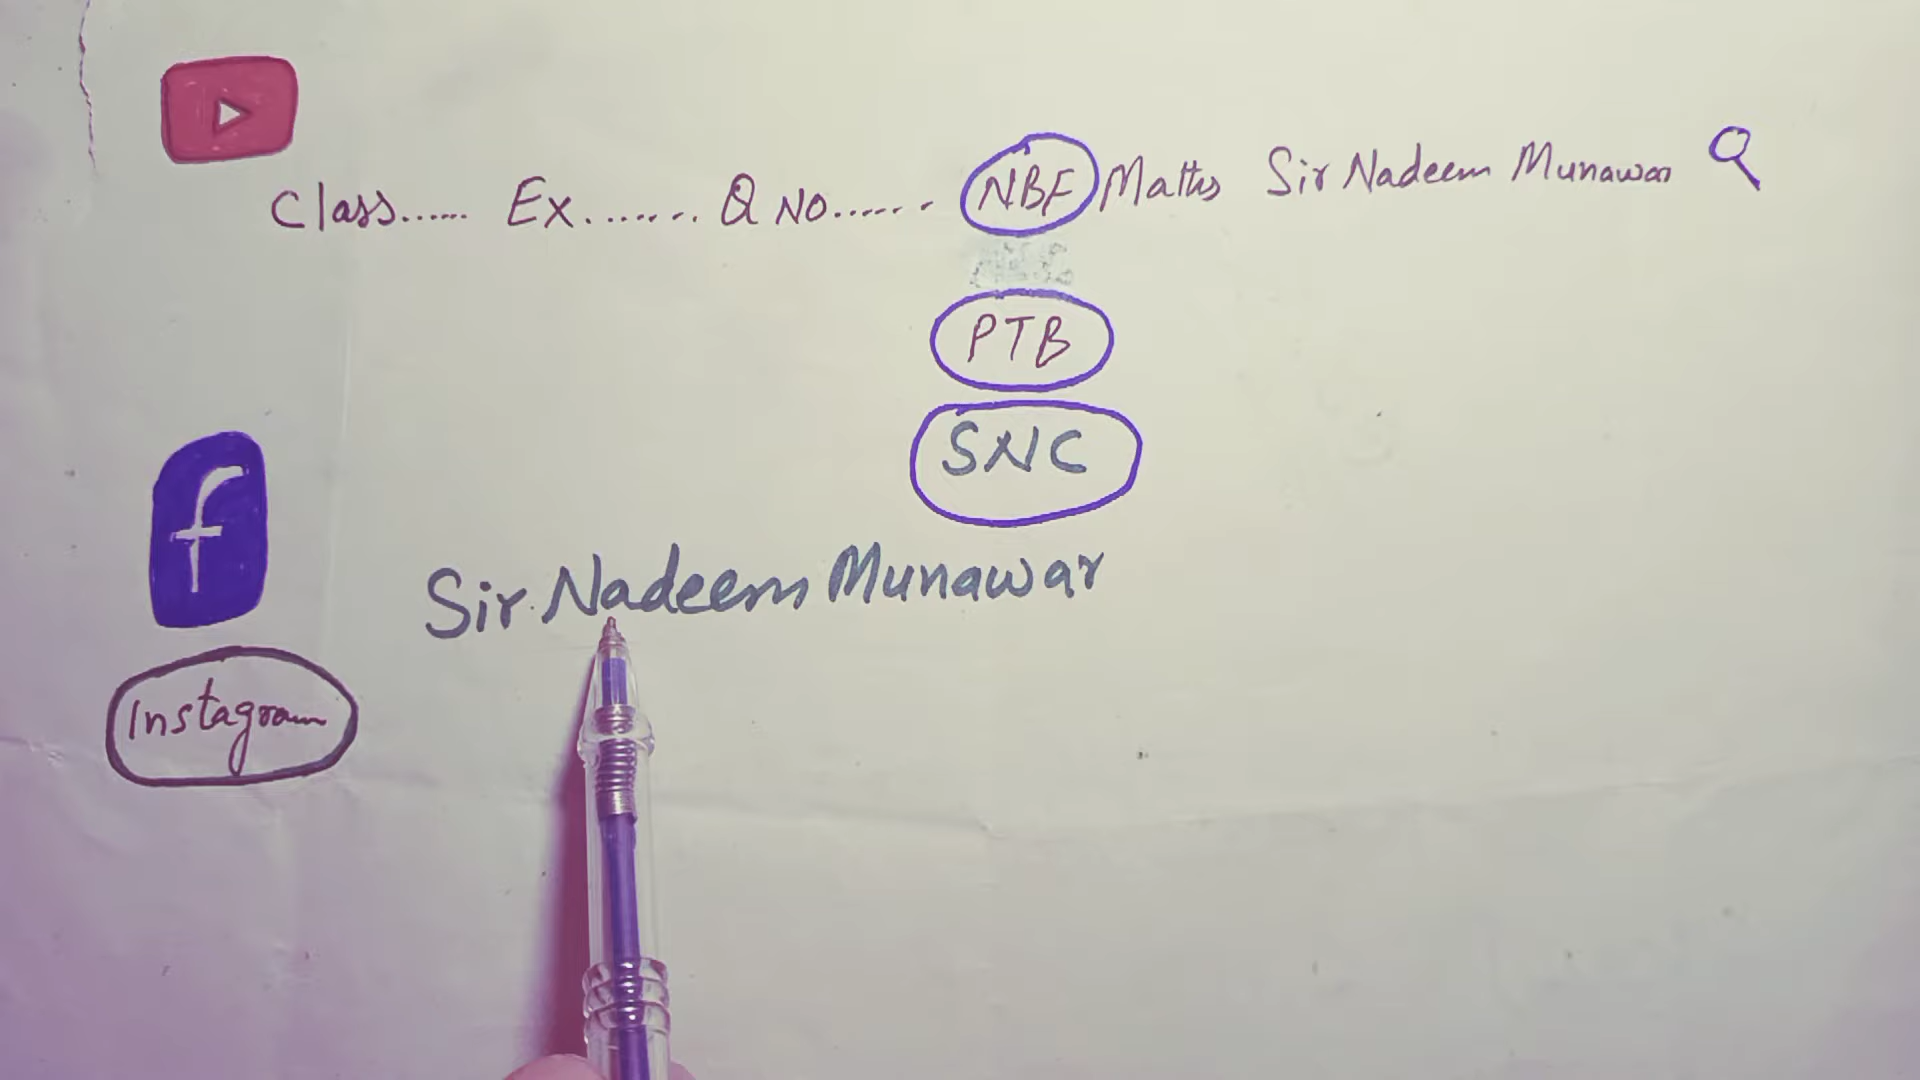 Class...... Ex........ Q No....... NBF Maths Sir Nadeem Munawar
PTB
SNC
f
Sir Nadeem Munawar
Instagram